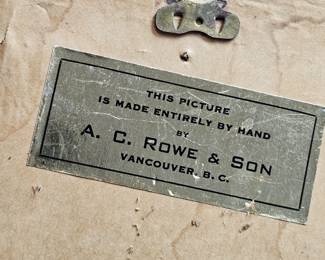 THIS PICTURE
IS MADE ENTIRELY BY HAND
BY
A. C. ROWE & SON
VANCOUVER, B. C.